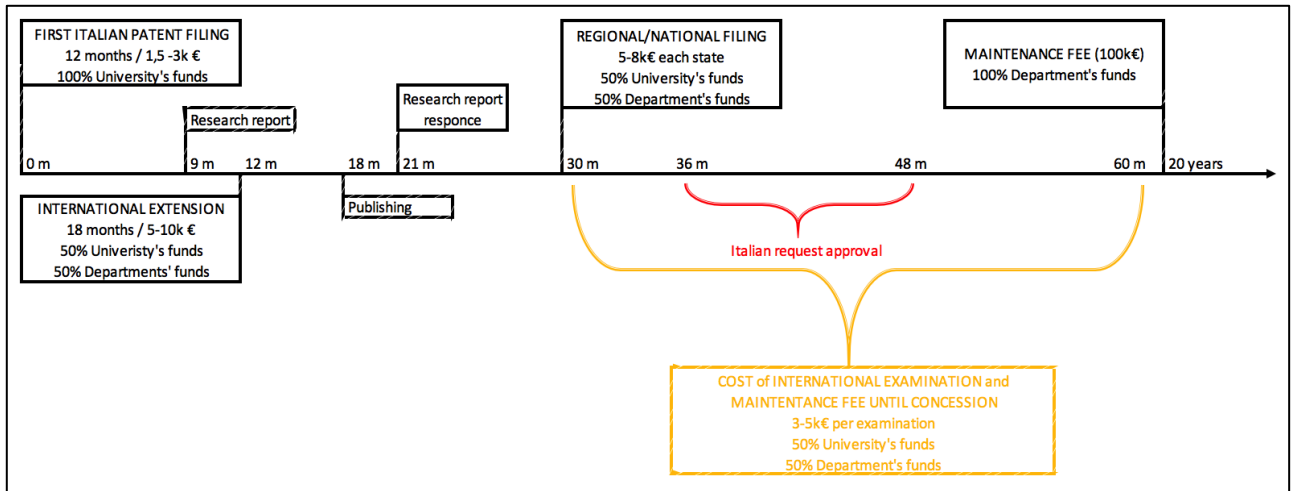 FIRST ITALIAN PATENT FILING
12 months / 1,5 -3k €
100% University's funds
REGIONAL/NATIONAL FILING
5-8k€ each state
50% University's funds
50% Department's funds
MAINTENANCE FEE (100k€)
100% Department's funds
Research report
Research report
responce
0 m
9 m
12 m
18 m
21 m
30 m
36 m
48 m
60 m
20 years
INTERNATIONAL EXTENSION
18 months / 5-10k €
50% Univeristy's funds
50% Departments' funds
Publishing
Italian request approval
COST of INTERNATIONAL EXAMINATION and
MAINTENTANCE FEE UNTIL CONCESSION
3-5k€ per examination
50% University's funds
50% Department's funds